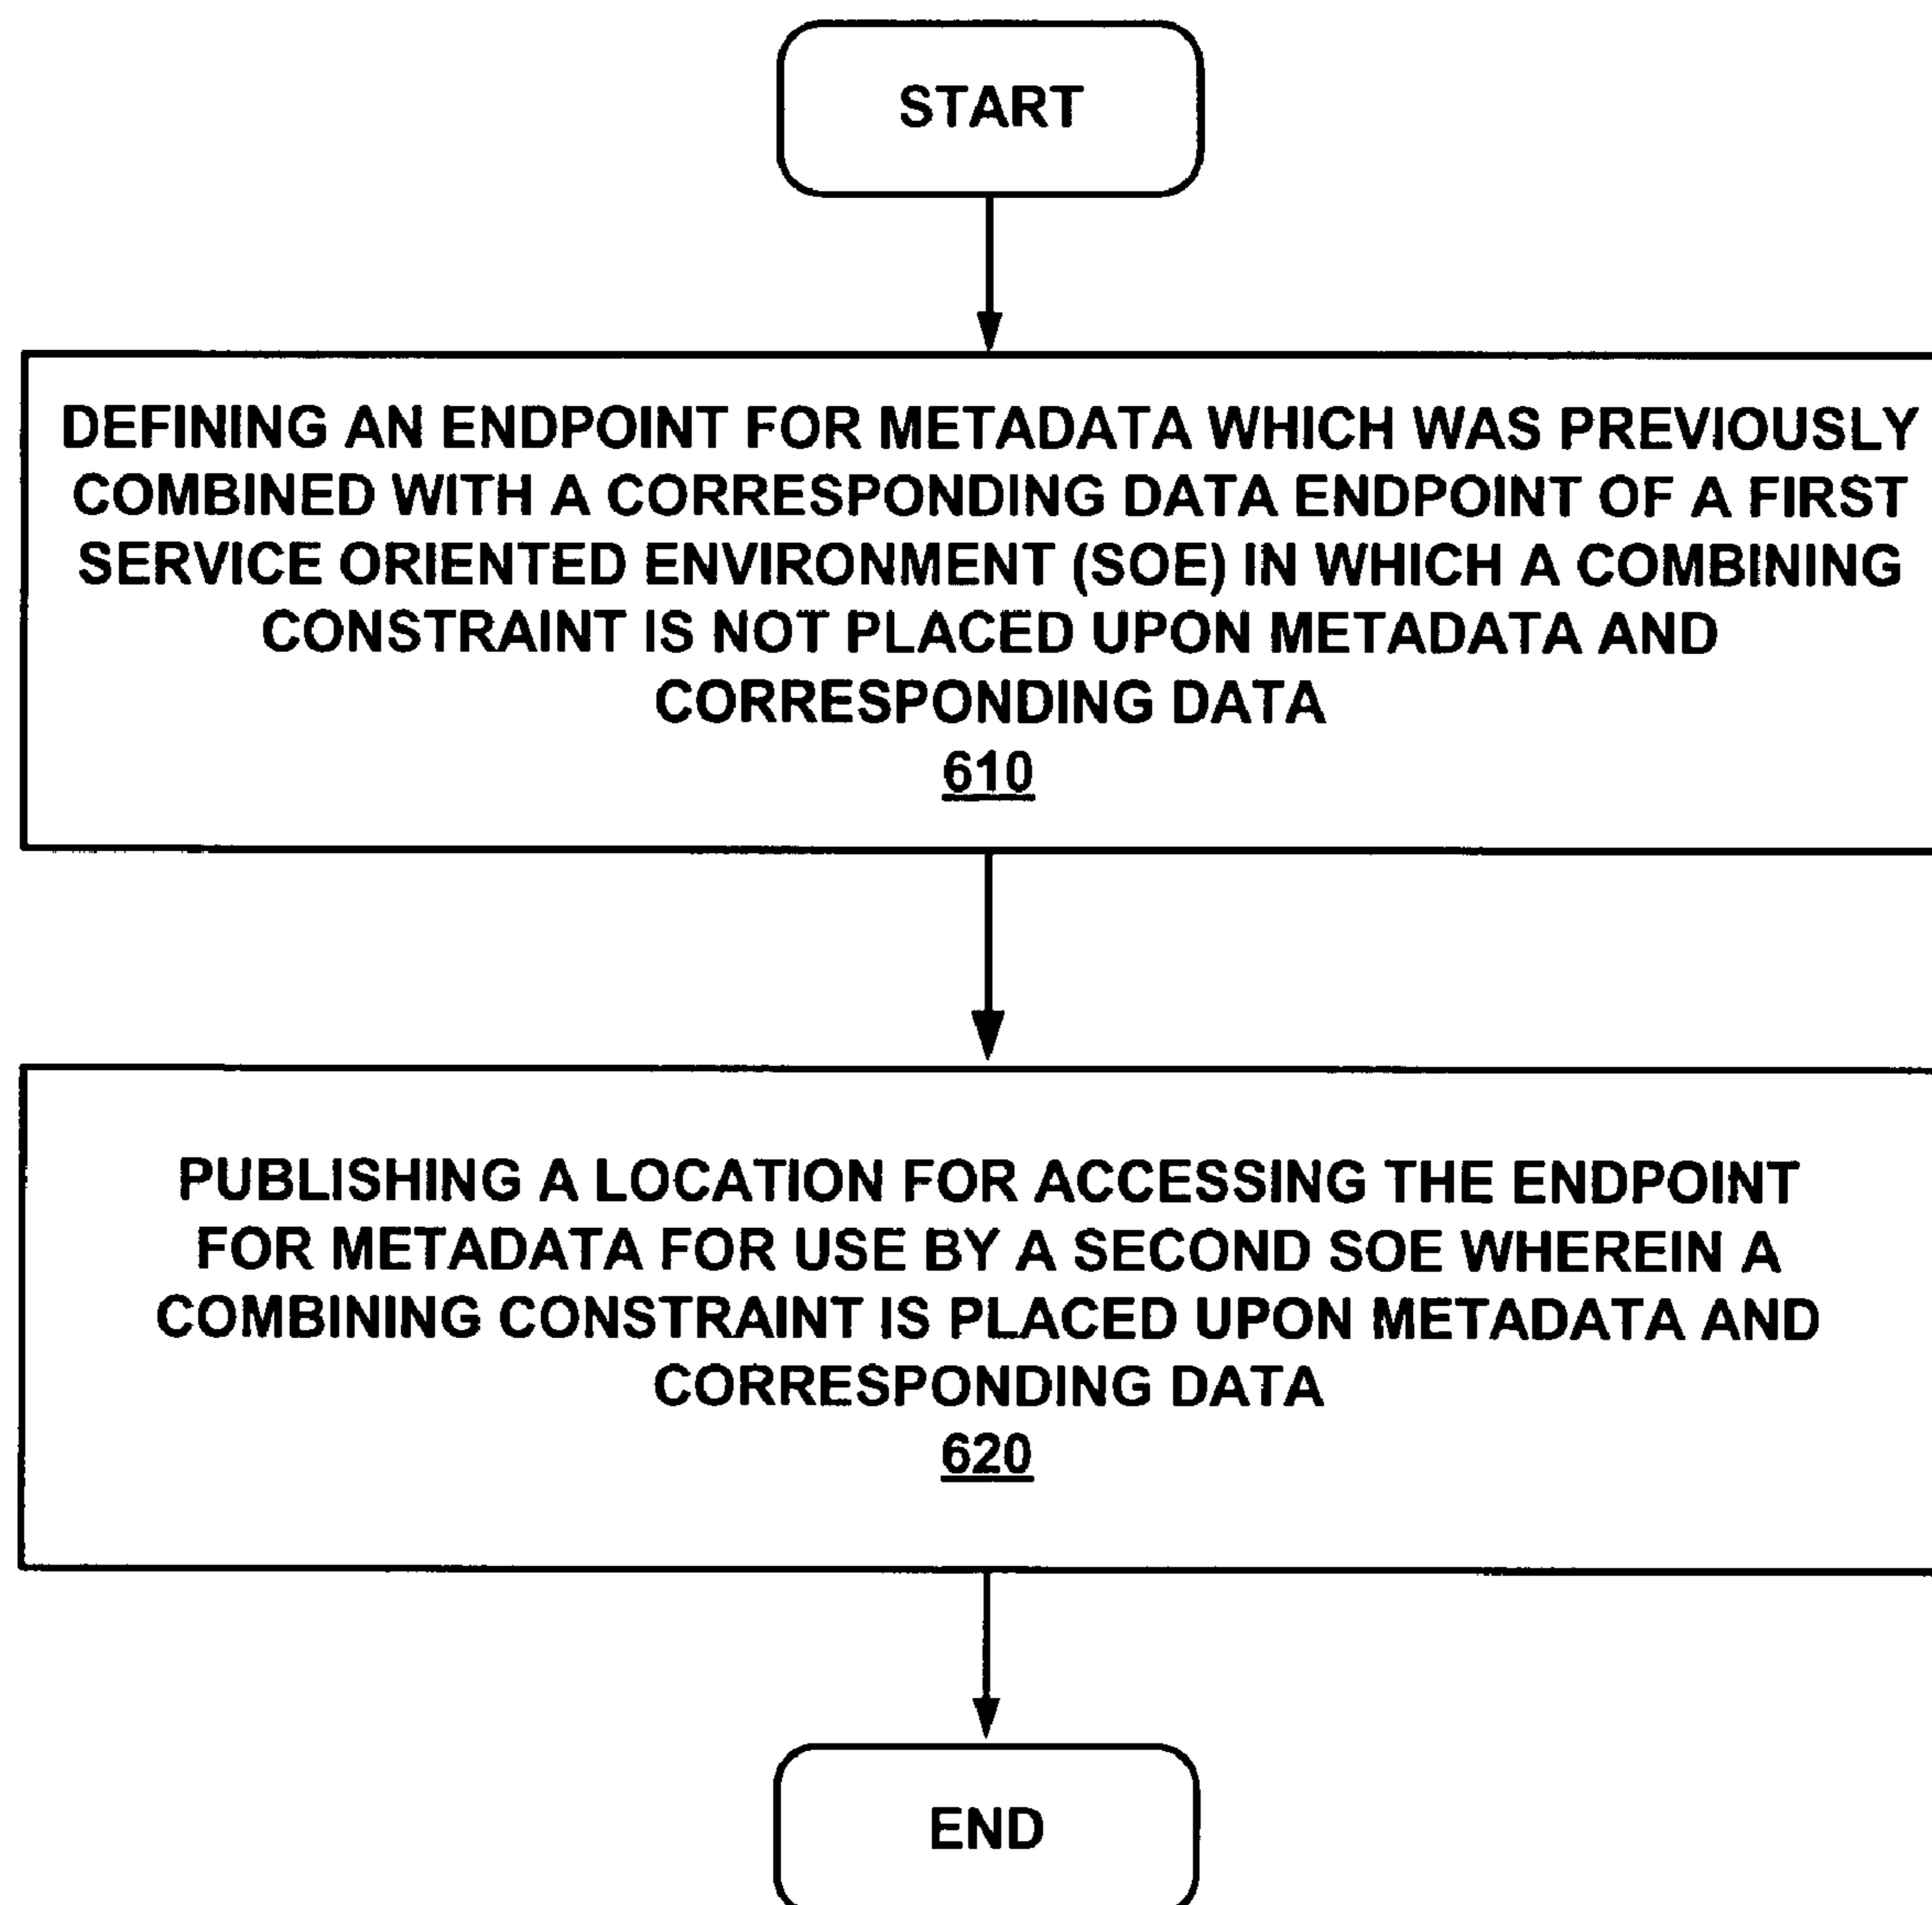 START
DEFINING AN ENDPOINT FOR METADATA WHICH WAS PREVIOUSLY
COMBINED WITH A CORRESPONDING DATA ENDPOINT OF A FIRST
SERVICE ORIENTED ENVIRONMENT (SOE) IN WHICH A COMBINING
CONSTRAINT IS NOT PLACED UPON METADATA AND
CORRESPONDING DATA
610
PUBLISHING A LOCATION FOR ACCESSING THE ENDPOINT
FOR METADATA FOR USE BY A SECOND SOE WHEREIN A
COMBINING CONSTRAINT IS PLACED UPON METADATA AND
CORRESPONDING DATA
620
END